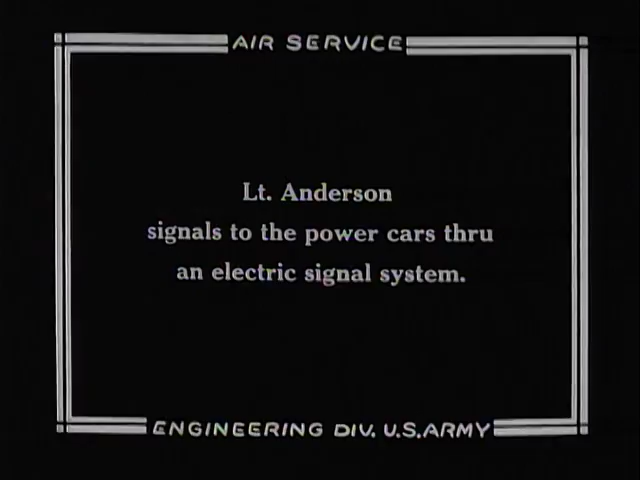 AIR SERVICE
Lt. Anderson
signals to the power cars thru
an electric signal system.
ENGINEERING DIV. U.S.ARMY